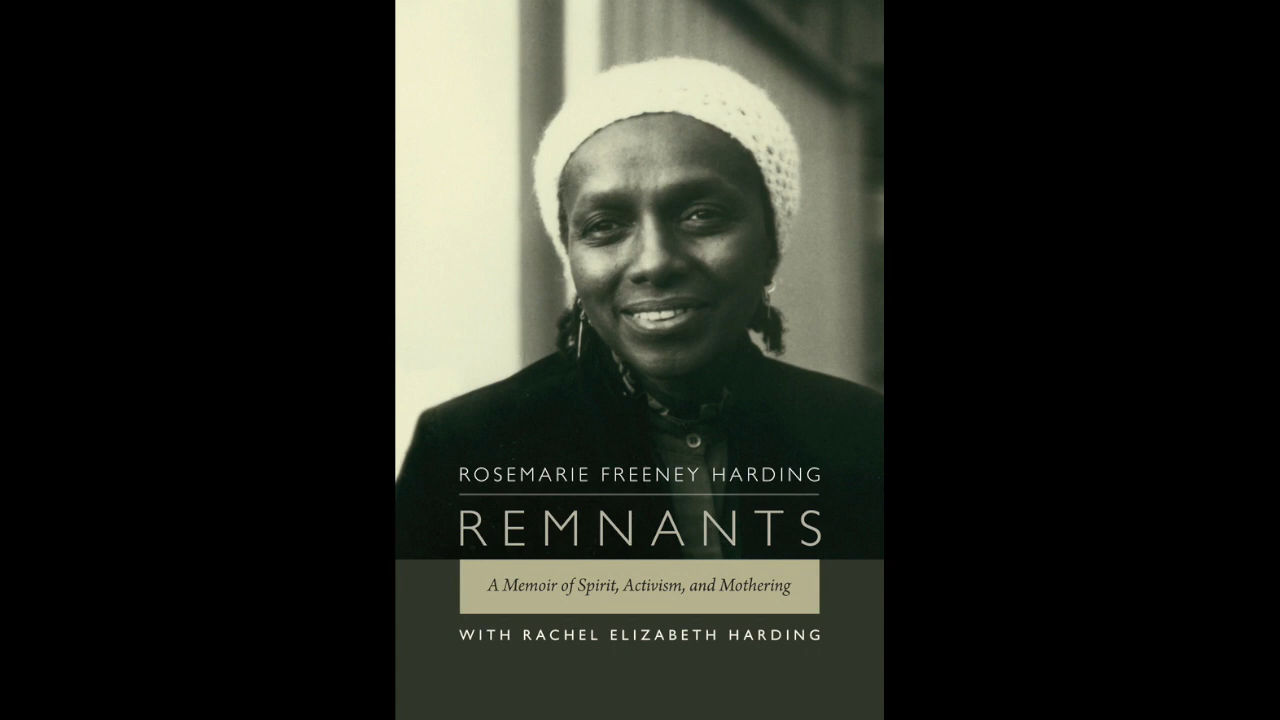 ROSEMARIE FREENEY HARDING
REMNANTS
A Memoir of Spirit, Activism, and Mothering
WITH RACHEL ELIZABETH HARDING